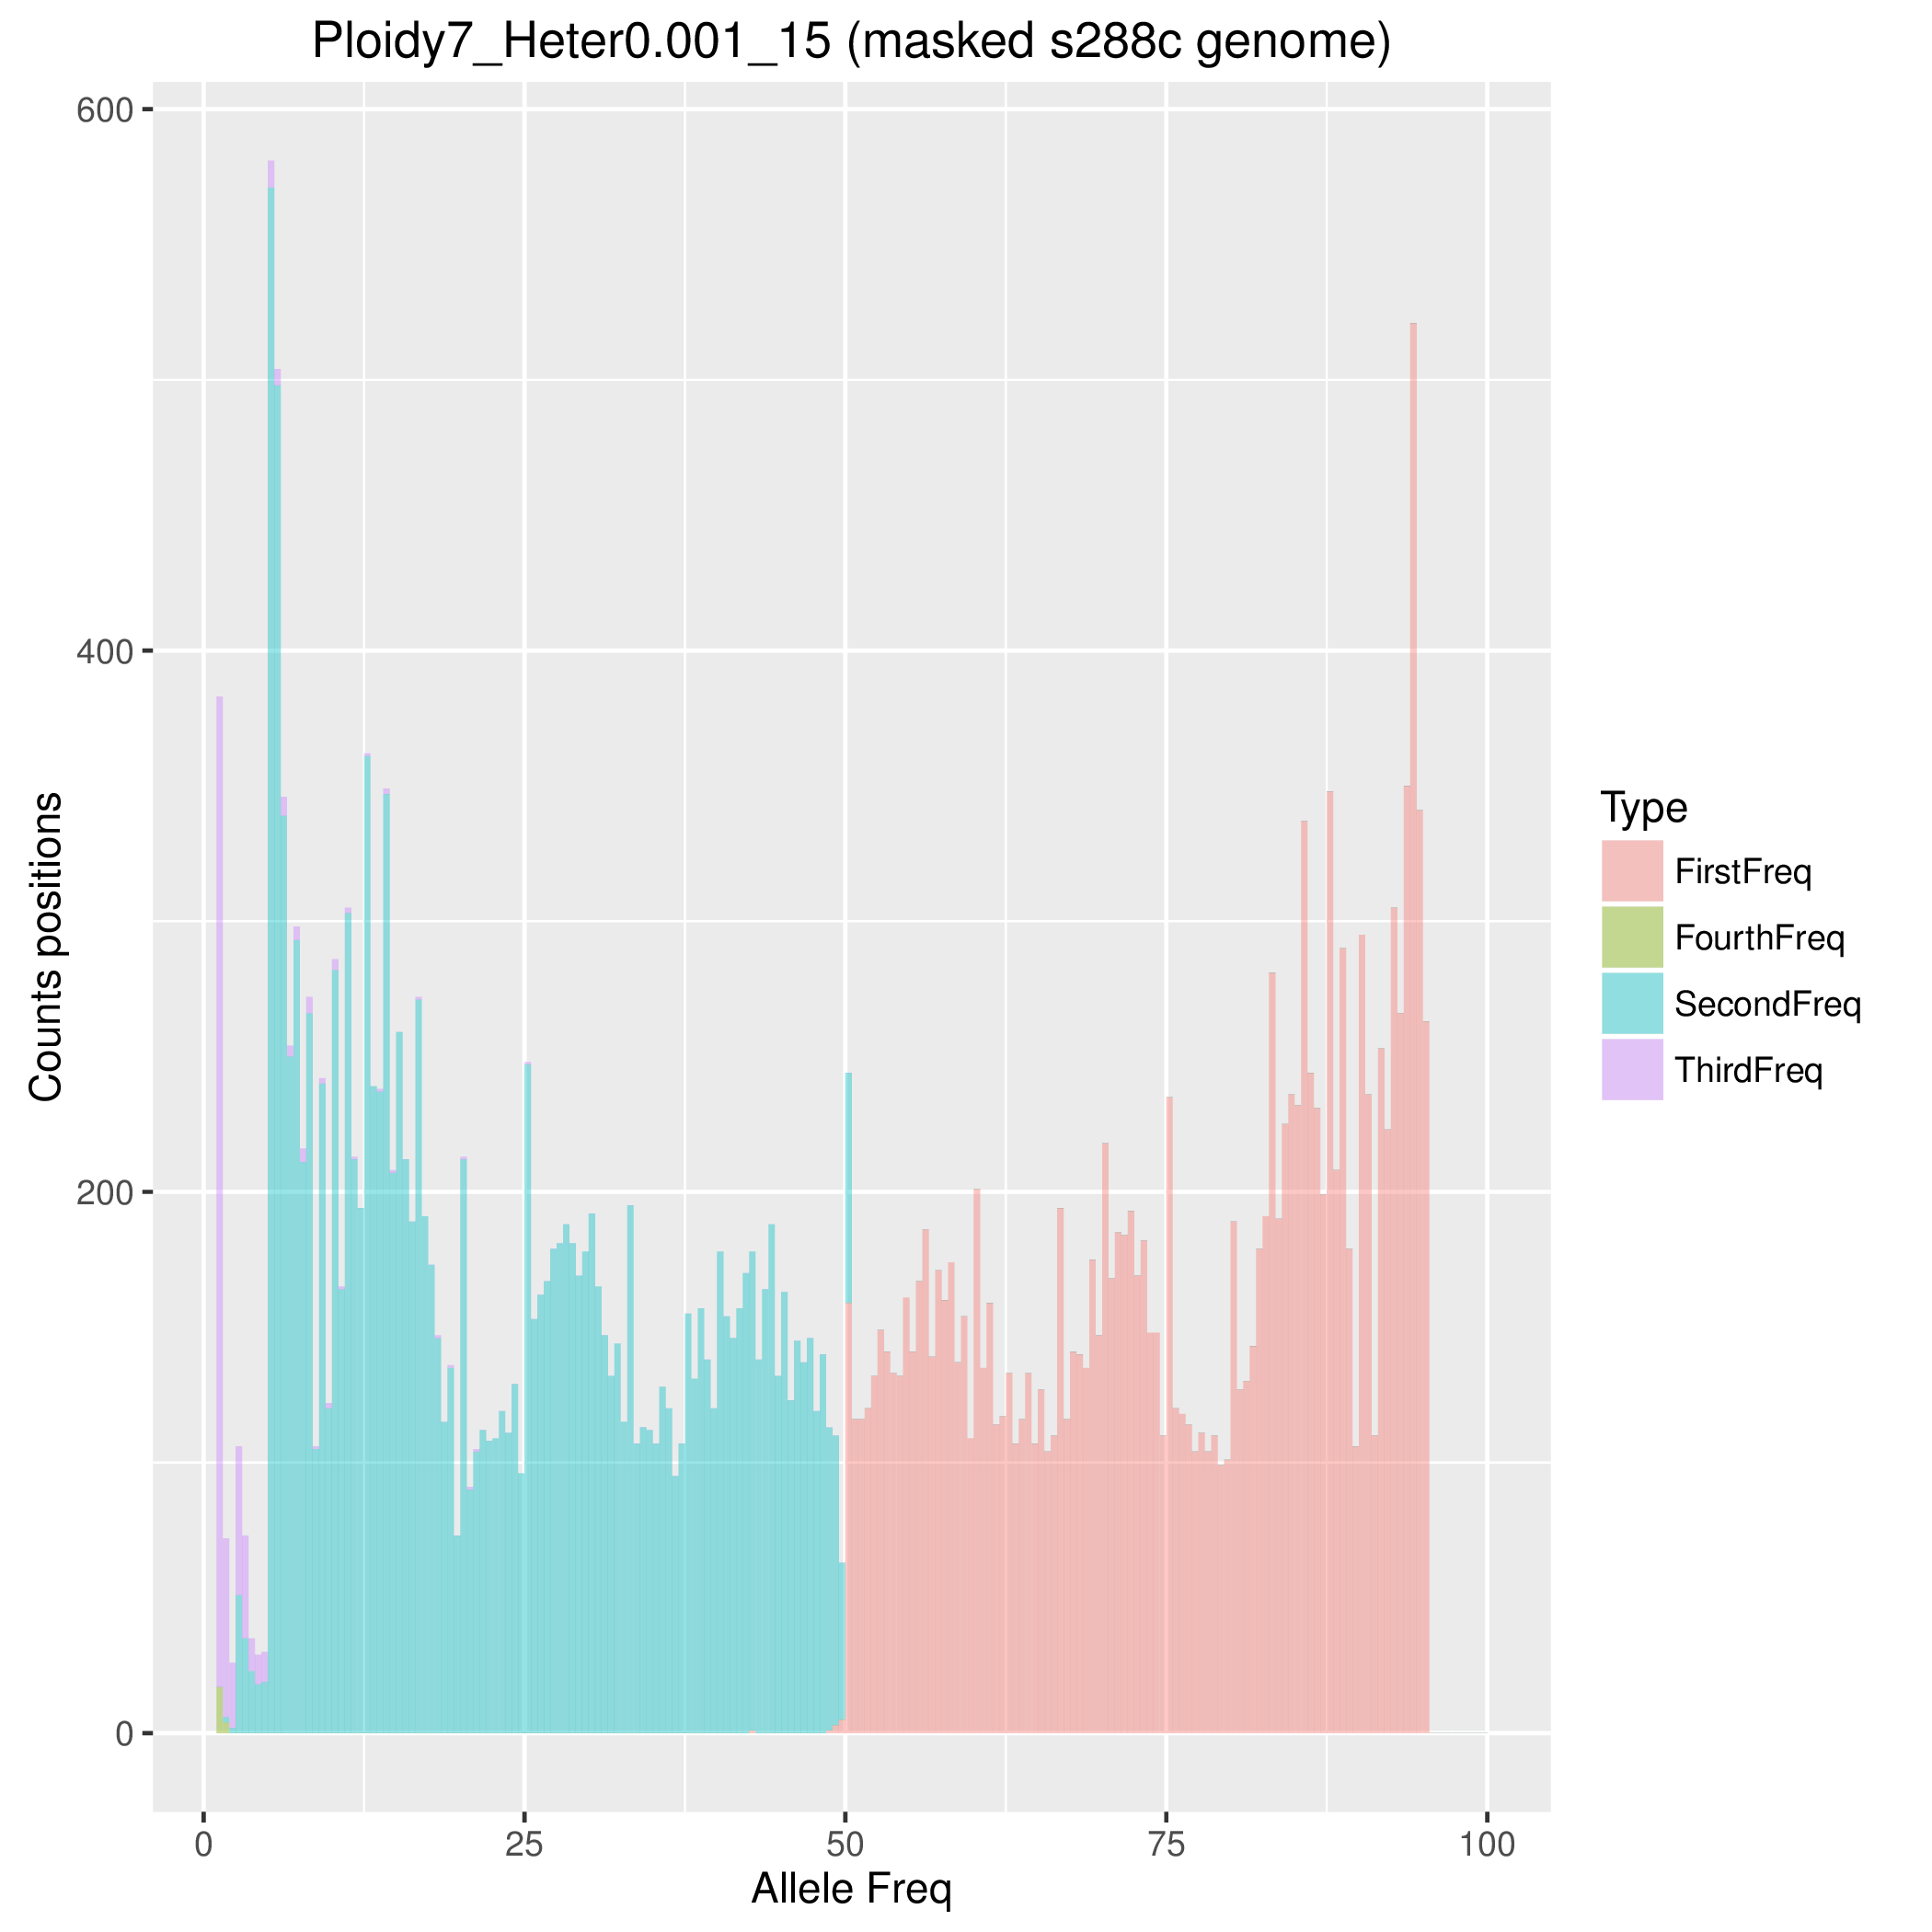 Ploidy7_Heter0.001_15 (masked s288c genome)
600
400
200
0
Counts positions
0 25 50 75 100
Allele Freq
Type
FirstFreq
FourthFreq
SecondFreq
ThirdFreq